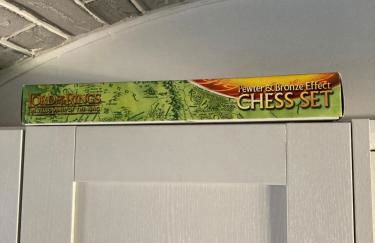 LORD OF THE RINGS
Pewter & Bronze Effect
CHESS SET